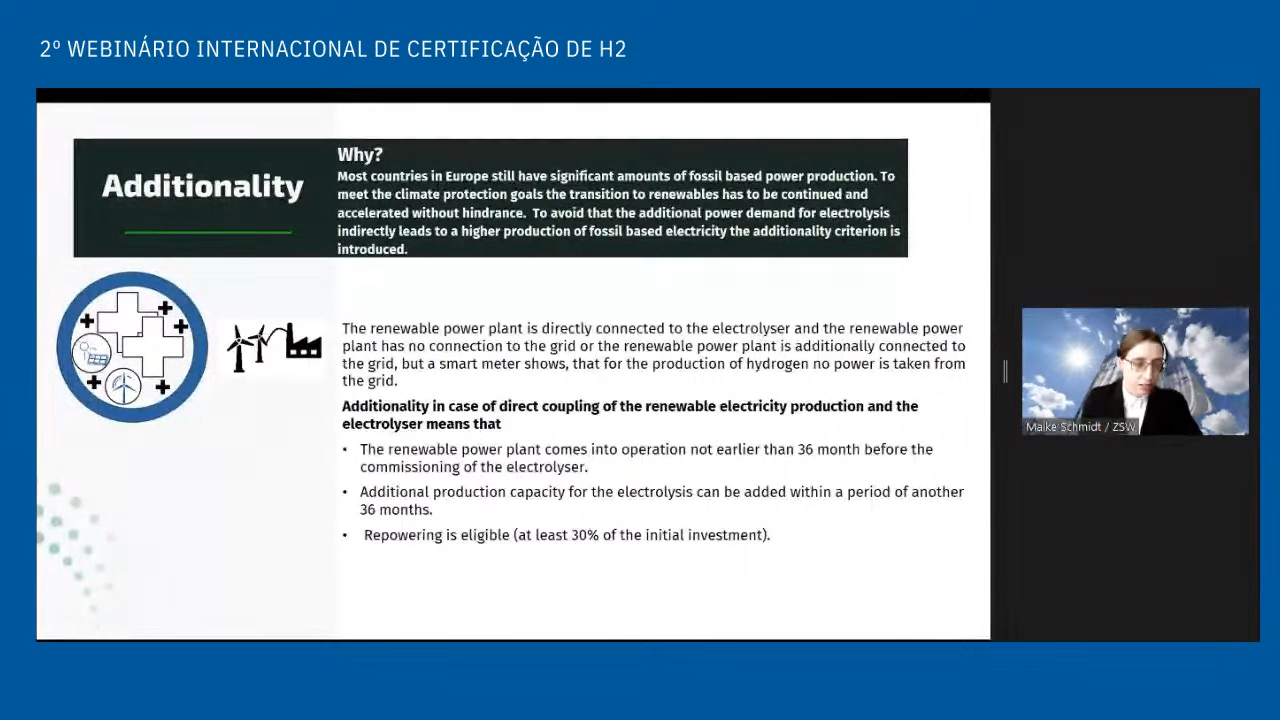 2º WEBINÁRIO INTERNACIONAL DE CERTIFICAÇÃO DE H2
Additionality
Why?
Most countries in Europe still have significant amounts of fossil based power production. To
meet the climate protection goals the transition to renewables has to be continued and
accelerated without hindrance. To avoid that the additional power demand for electrolysis
indirectly leads to a higher production of fossil based electricity the additionality criterion is
introduced.
The renewable power plant is directly connected to the electrolyser and the renewable power
plant has no connection to the grid or the renewable power plant is additionally connected to
the grid, but a smart meter shows, that for the production of hydrogen no power is taken from
the grid.
Additionality in case of direct coupling of the renewable electricity production and the
electrolyser means that
• The renewable power plant comes into operation not earlier than 36 month before the
commissioning of the electrolyser.
• Additional production capacity for the electrolysis can be added within a period of another
36 months.
• Repowering is eligible (at least 30% of the initial investment).
Maike Schmidt / ZSW